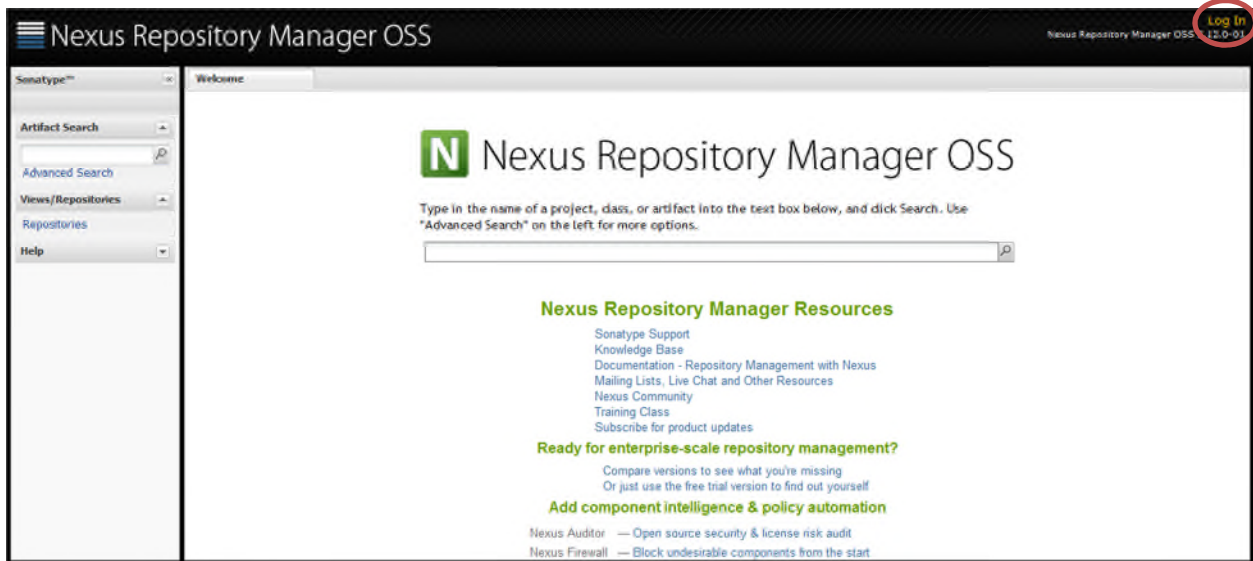 Nexus Repository Manager OSS
Log In
Nexus Repository Manager OSS 2.12.0-01
Sonatype™
Welcome
Artifact Search
Advanced Search
Views/Repositories
Repositories
Help
N Nexus Repository Manager OSS
Type in the name of a project, class, or artifact into the text box below, and click Search. Use
"Advanced Search" on the left for more options.
Nexus Repository Manager Resources
Sonatype Support
Knowledge Base
Documentation - Repository Management with Nexus
Mailing Lists, Live Chat and Other Resources
Nexus Community
Training Class
Subscribe for product updates
Ready for enterprise-scale repository management?
Compare versions to see what you're missing
Or just use the free trial version to find out yourself
Add component intelligence & policy automation
Nexus Auditor — Open source security & license risk audit
Nexus Firewall — Block undesirable components from the start